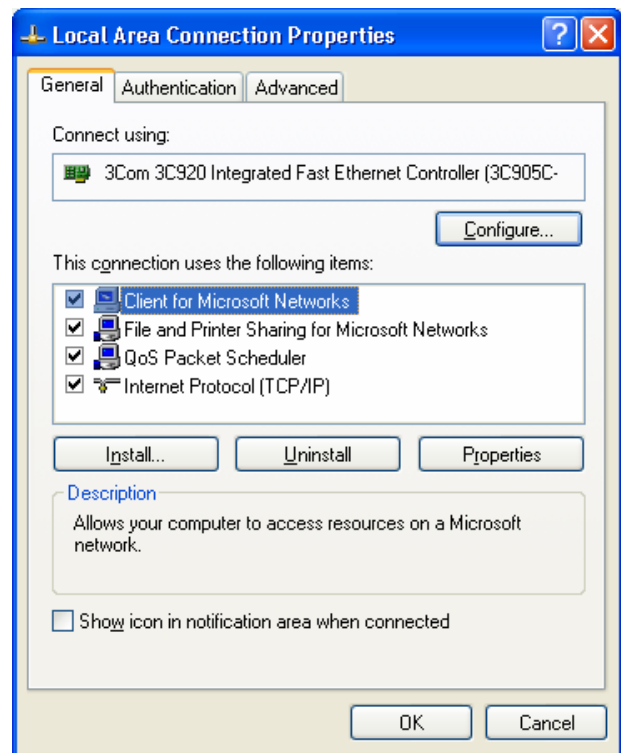 Local Area Connection Properties
General Authentication Advanced
Connect using:
3Com 3C920 Integrated Fast Ethernet Controller (3C905C-
Configure...
This connection uses the following items:
Client for Microsoft Networks
File and Printer Sharing for Microsoft Networks
QoS Packet Scheduler
Internet Protocol (TCP/IP)
Install... Uninstall Properties
Description
Allows your computer to access resources on a Microsoft
network.
Show icon in notification area when connected
OK Cancel